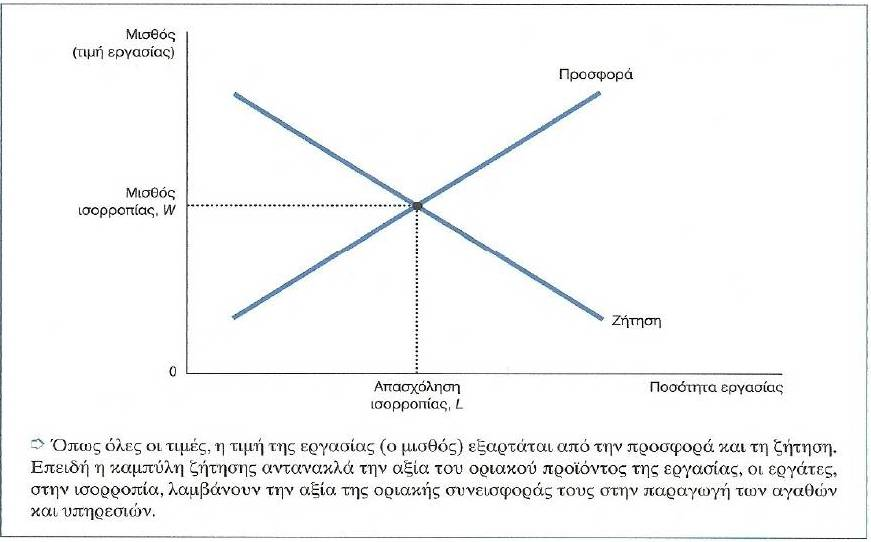 Μισθός
(τιμή εργασίας)
Προσφορά
Μισθός
ισορροπίας, W
Ζήτηση
0
Απασχόληση
ισορροπίας, L
Ποσότητα εργασίας
➪ Όπως όλες οι τιμές, η τιμή της εργασίας (ο μισθός) εξαρτάται από την προσφορά και τη ζήτηση.
Επειδή η καμπύλη ζήτησης αντανακλά την αξία του οριακού προϊόντος της εργασίας, οι εργάτες,
στην ισορροπία, λαμβάνουν την αξία της οριακής συνεισφοράς τους στην παραγωγή των αγαθών
και υπηρεσιών.